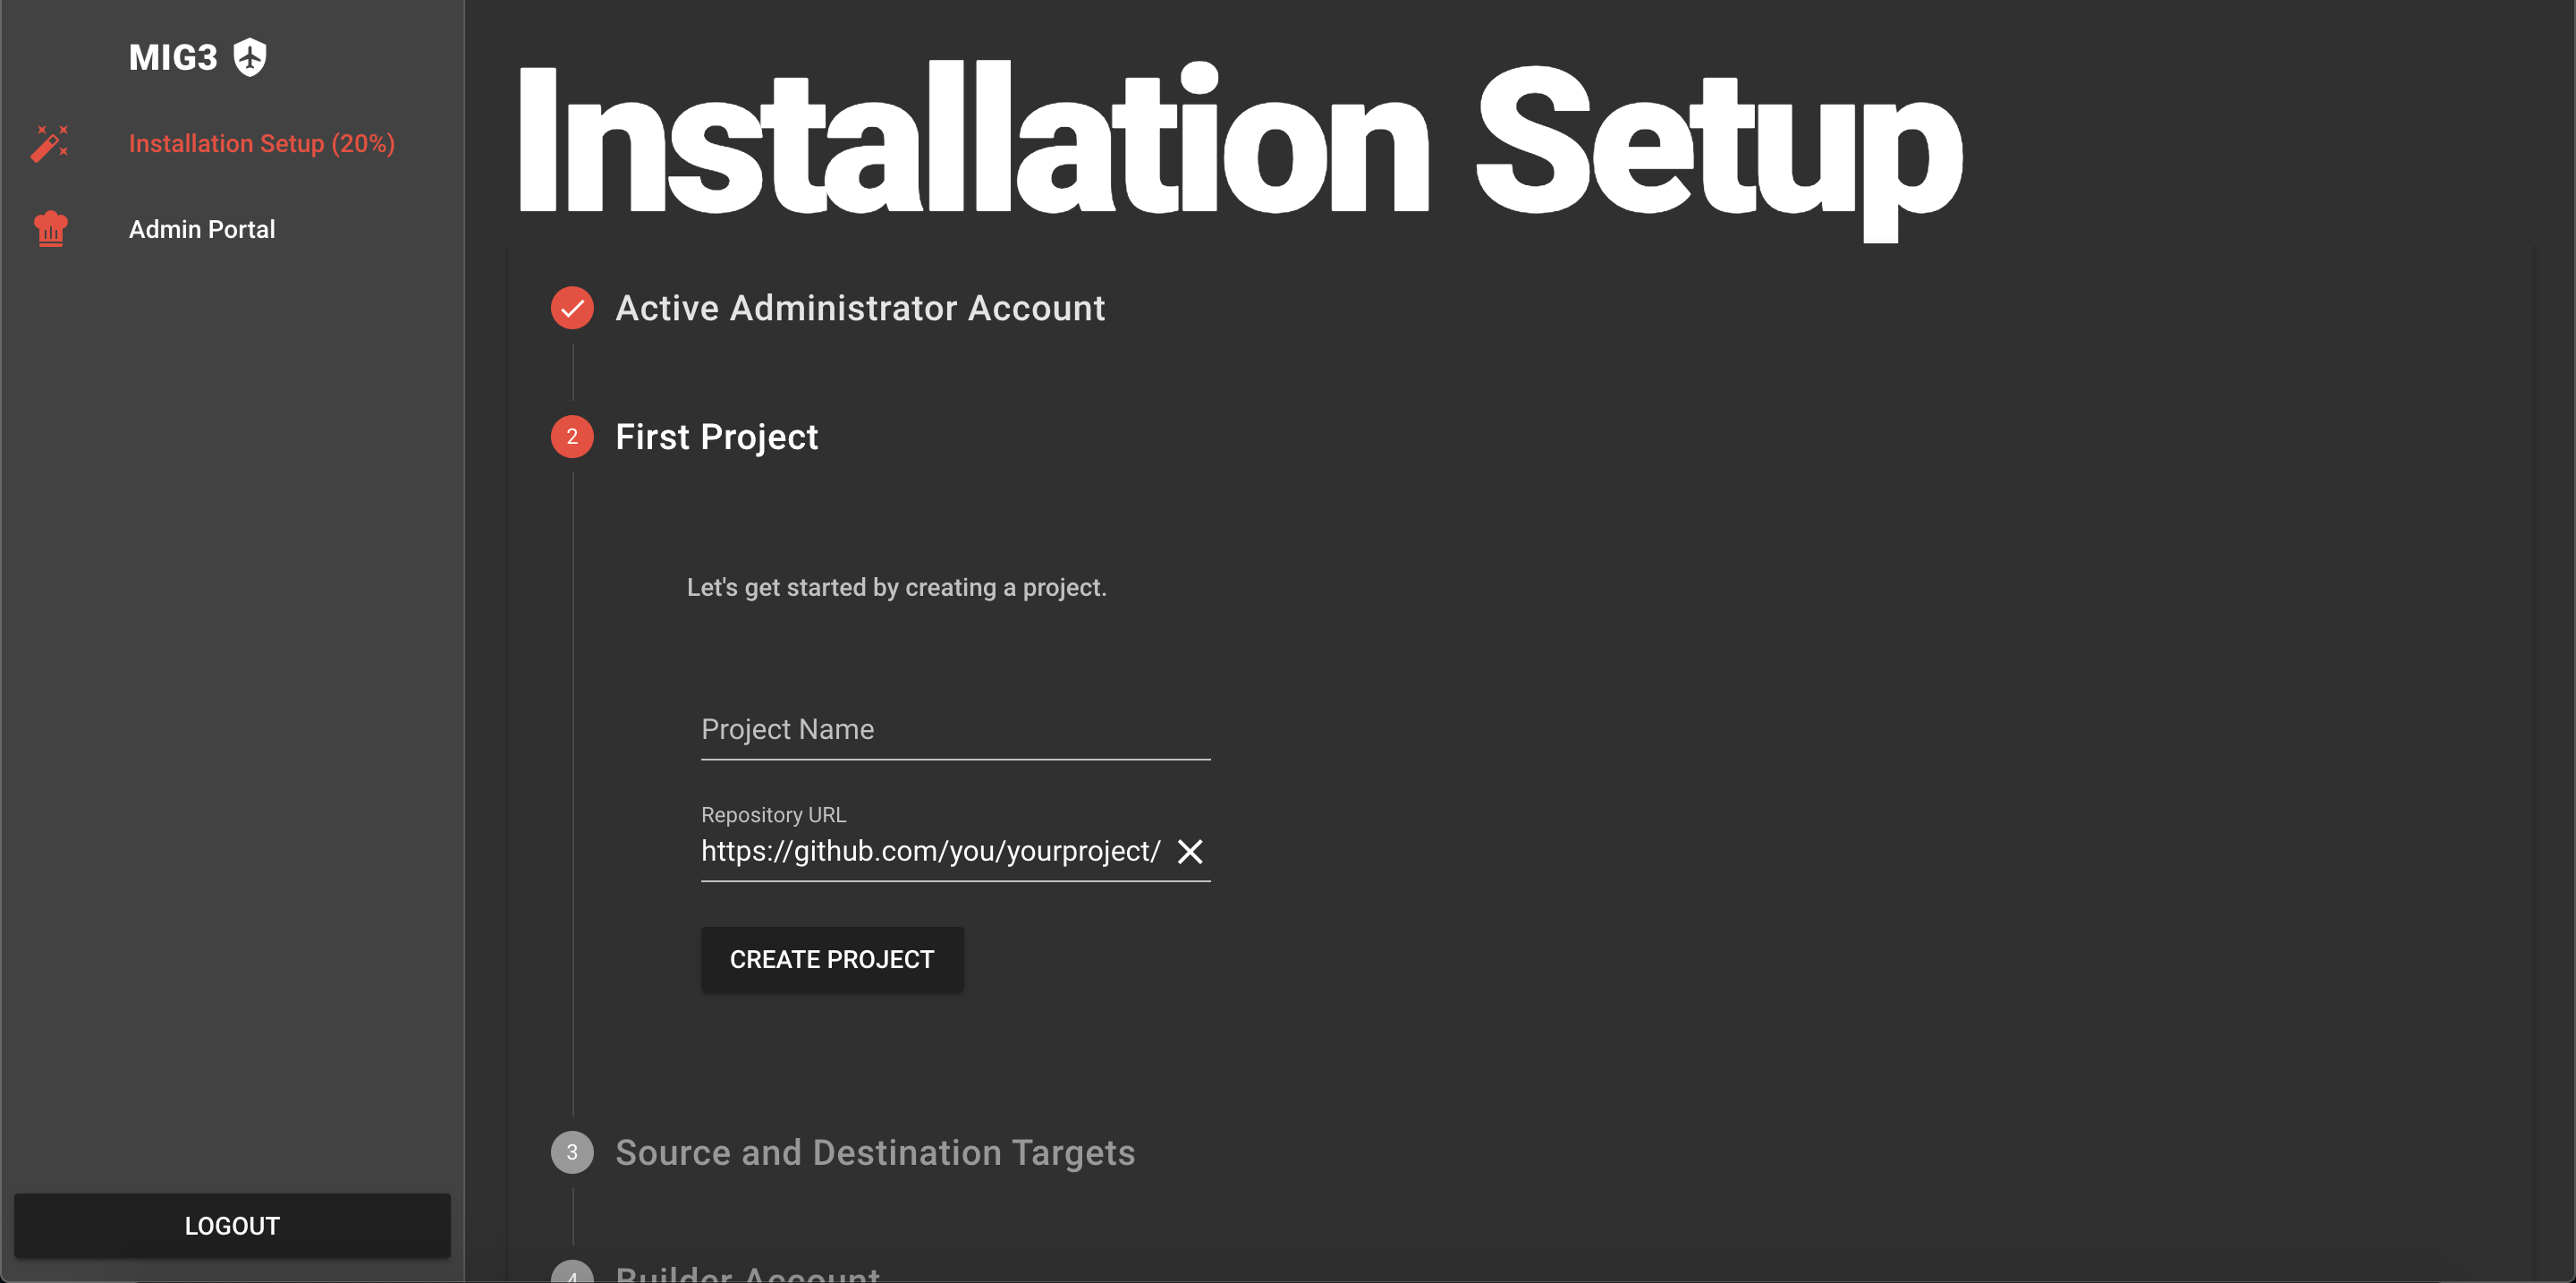 MIG3
Installation Setup (20%)
Admin Portal
LOGOUT
Installation Setup
Active Administrator Account
2
First Project
Let's get started by creating a project.
Project Name
Repository URL
https://github.com/you/yourproject/
CREATE PROJECT
3
Source and Destination Targets
4
Builder Account